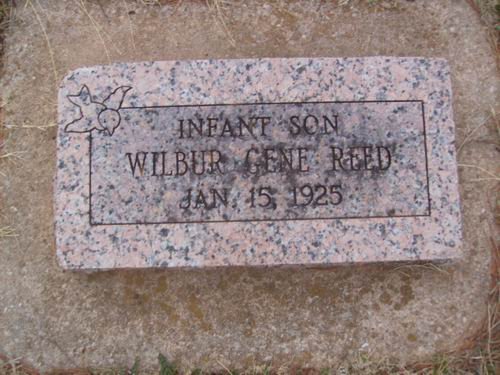 INFANT SON
WILBUR GENE REED
JAN. 15, 1925